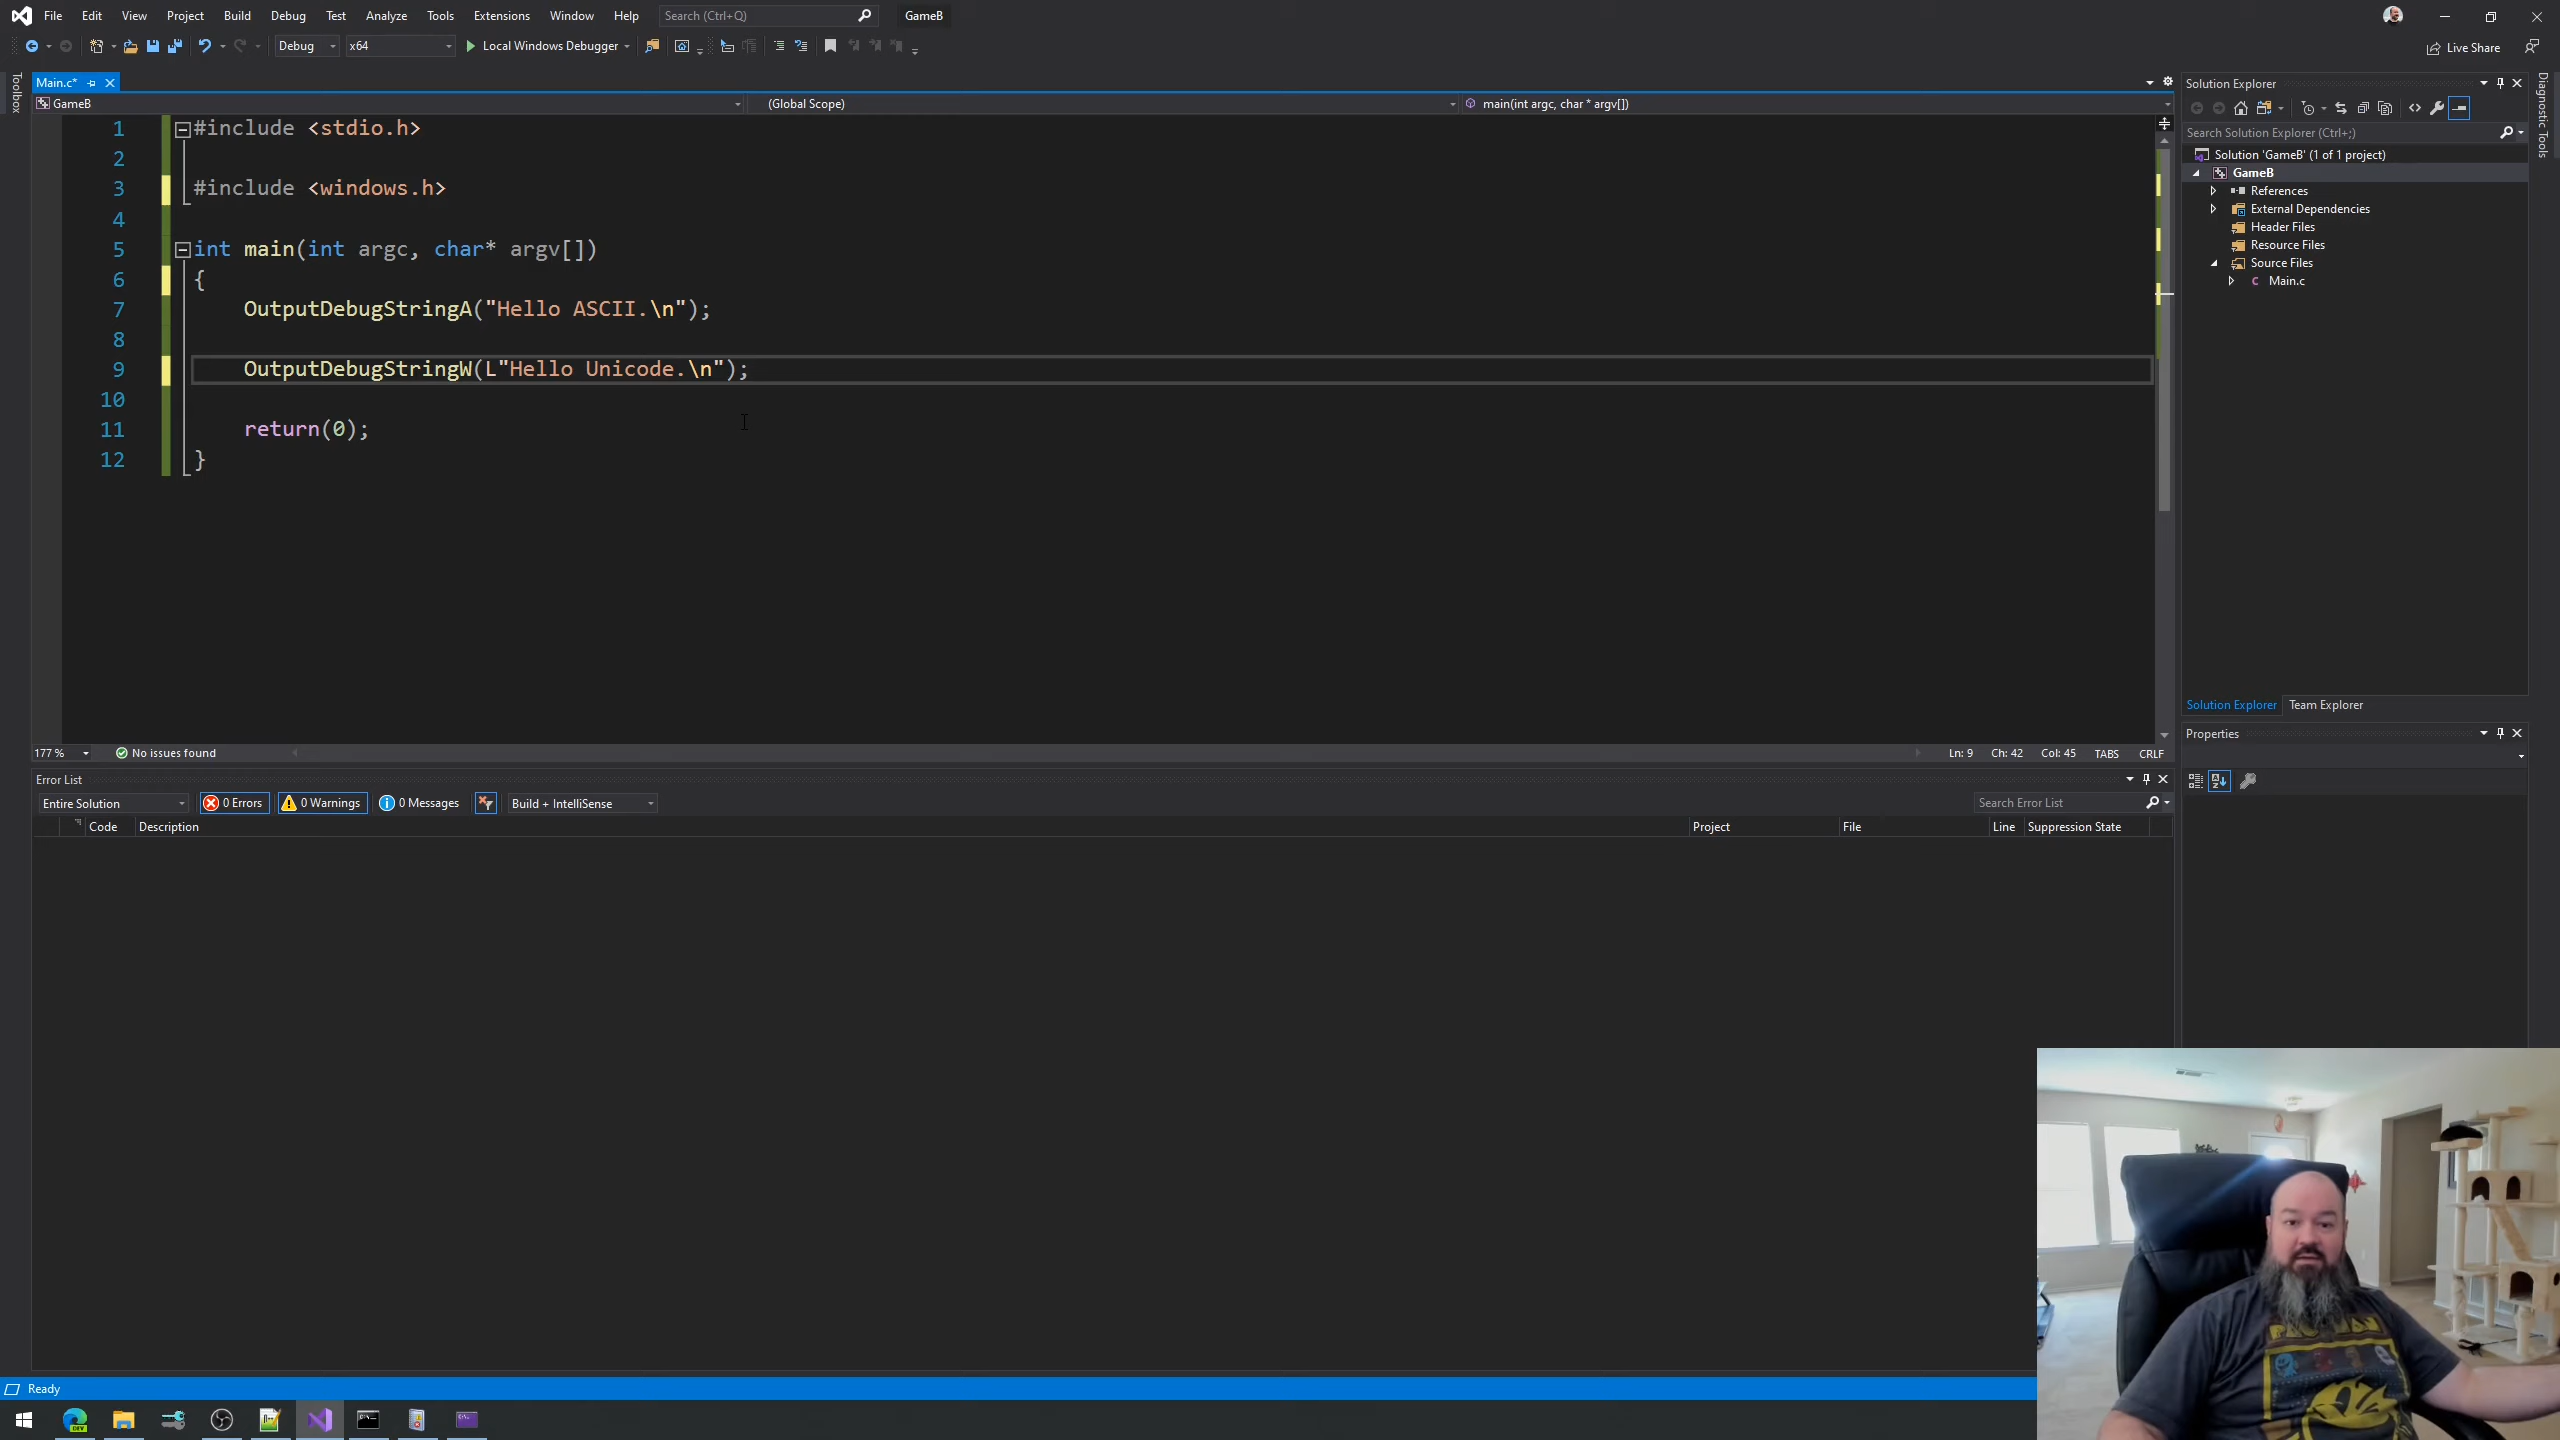 File Edit View Project Build Debug Test Analyze Tools Extensions Window Help Search (Ctrl+Q) GameB
Debug x64 Local Windows Debugger Live Share
Toolbox
Main.c*
GameB (Global Scope) main(int argc, char * argv[])
1 #include <stdio.h>
2
3 #include <windows.h>
4
5 int main(int argc, char* argv[])
6 {
7 OutputDebugStringA("Hello ASCII.\n");
8
9 OutputDebugStringW(L"Hello Unicode.\n");
10
11 return(0);
12 }
177 % No issues found Ln: 9 Ch: 42 Col: 45 TABS CRLF
Error List
Entire Solution 0 Errors 0 Warnings 0 Messages Build + IntelliSense Search Error List
Code Description Project File Line Suppression State
Solution Explorer
Search Solution Explorer (Ctrl+;)
Solution 'GameB' (1 of 1 project)
GameB
References
External Dependencies
Header Files
Resource Files
Source Files
Main.c
Solution Explorer Team Explorer
Properties
Diagnostic Tools
Ready